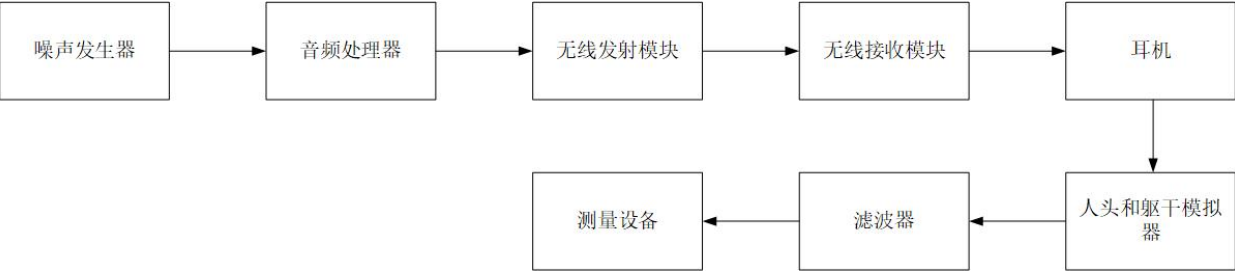 噪声发生器
音频处理器
无线发射模块
无线接收模块
耳机
测量设备
滤波器
人头和躯干模拟
器